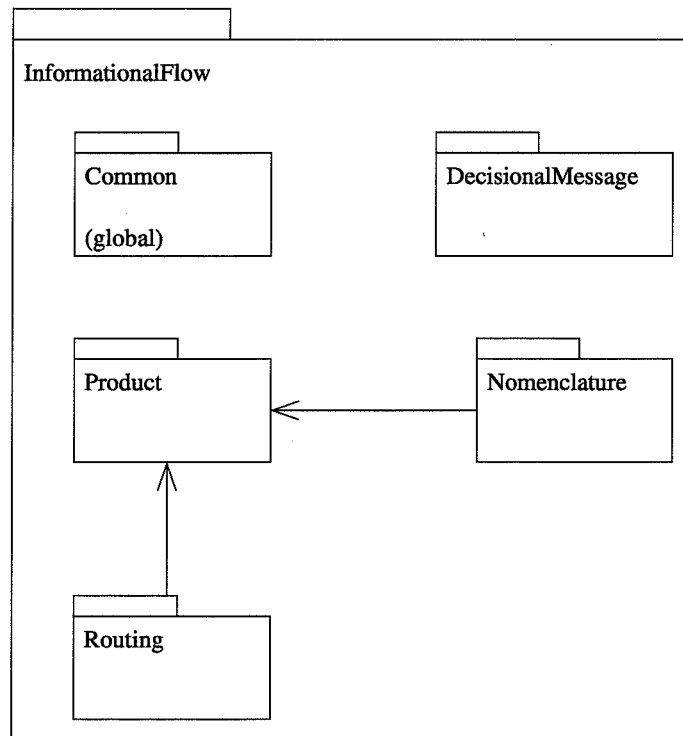 InformationalFlow
Common
(global)
DecisionalMessage
Product
Nomenclature
Routing